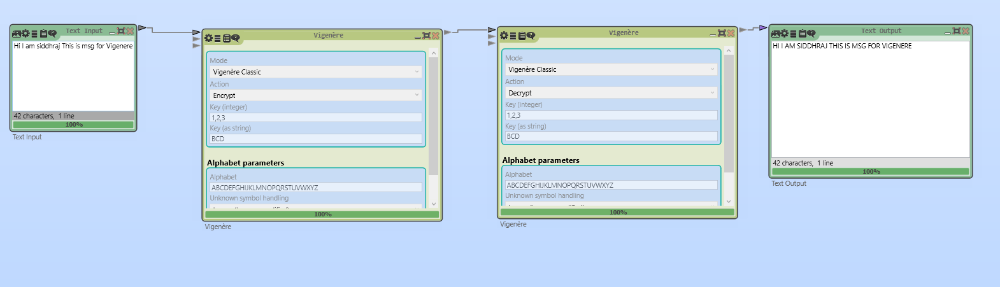 Text Input
Hi I am siddhraj This is msg for Vigenere
42 characters, 1 line
100%
Text Input
Vigenère
Mode
Vigenère Classic
Action
Encrypt
Key (integer)
1,2,3
Key (as string)
BCD
Alphabet parameters
Alphabet
ABCDEFGHIJKLMNOPQRSTUVWXYZ
Unknown symbol handling
100%
Vigenère
Vigenère
Mode
Vigenère Classic
Action
Decrypt
Key (integer)
1,2,3
Key (as string)
BCD
Alphabet parameters
Alphabet
ABCDEFGHIJKLMNOPQRSTUVWXYZ
Unknown symbol handling
100%
Vigenère
Text Output
HI I AM SIDDHRAJ THIS IS MSG FOR VIGENERE
42 characters, 1 line
100%
Text Output